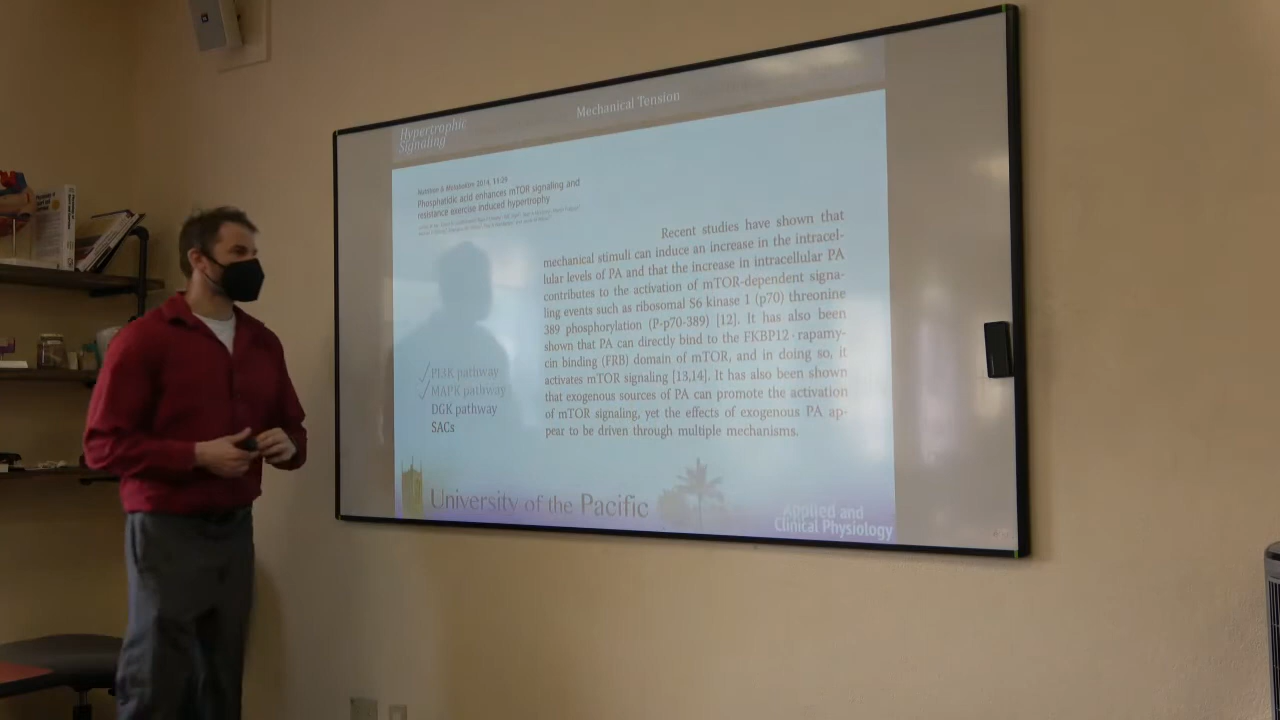 Mechanical Tension
Hypertrophic
Signaling
Nutrition & Metabolism 2014, 11:29
Phosphatidic acid enhances mTOR signaling and
resistance exercise induced hypertrophy
Recent studies have shown that
mechanical stimuli can induce an increase in the intracel-
lular levels of PA and that the increase in intracellular PA
contributes to the activation of mTOR-dependent signa-
ling events such as ribosomal S6 kinase 1 (p70) threonine
389 phosphorylation (P-p70-389) [12]. It has also been
shown that PA can directly bind to the FKBP12 · rapamy-
cin binding (FRB) domain of mTOR, and in doing so, it
activates mTOR signaling [13,14]. It has also been shown
that exogenous sources of PA can promote the activation
of mTOR signaling, yet the effects of exogenous PA ap-
pear to be driven through multiple mechanisms.
PI3K pathway
MAPK pathway
DGK pathway
SACs
University of the Pacific
Applied and
Clinical Physiology